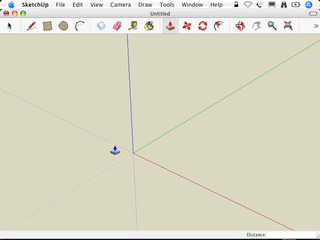 SketchUp File Edit View Camera Draw Tools Window Help
Untitled
Distance